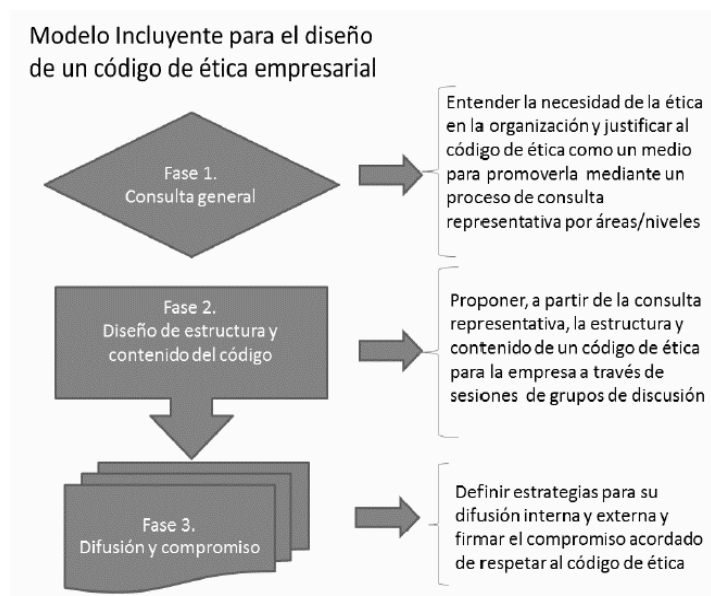 Modelo Incluyente para el diseño
de un código de ética empresarial
Fase 1.
Consulta general
Entender la necesidad de la ética
en la organización y justificar al
código de ética como un medio
para promoverla mediante un
proceso de consulta
representativa por áreas/niveles
Fase 2.
Diseño de estructura y
contenido del código
Proponer, a partir de la consulta
representativa, la estructura y
contenido de un código de ética
para la empresa a través de
sesiones de grupos de discusión
Fase 3.
Difusión y compromiso
Definir estrategias para su
difusión interna y externa y
firmar el compromiso acordado
de respetar al código de ética